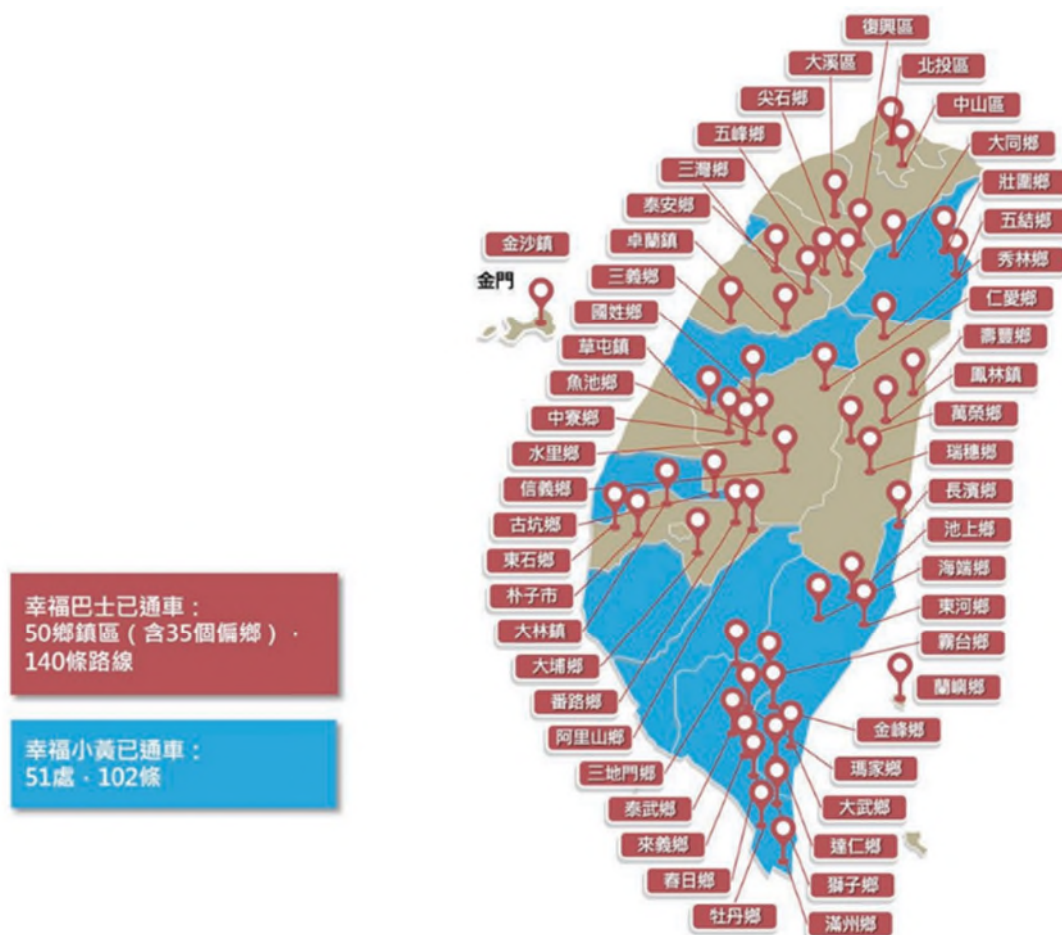 復興區
大溪區
北投區
尖石鄉
中山區
五峰鄉
大同鄉
三灣鄉
壯圍鄉
泰安鄉
五結鄉
金沙鎮
卓蘭鎮
秀林鄉
金門
三義鄉
仁愛鄉
國姓鄉
壽豐鄉
草屯鎮
鳳林鎮
魚池鄉
萬榮鄉
中寮鄉
水里鄉
瑞穗鄉
信義鄉
長濱鄉
古坑鄉
池上鄉
東石鄉
海端鄉
朴子市
東河鄉
大林鎮
霧台鄉
大埔鄉
蘭嶼鄉
番路鄉
金峰鄉
阿里山鄉
瑪家鄉
三地門鄉
大武鄉
泰武鄉
達仁鄉
來義鄉
獅子鄉
春日鄉
牡丹鄉
滿州鄉
幸福巴士已通車：
50鄉鎮區（含35個偏鄉）．
140條路線
幸福小黃已通車：
51處．102條